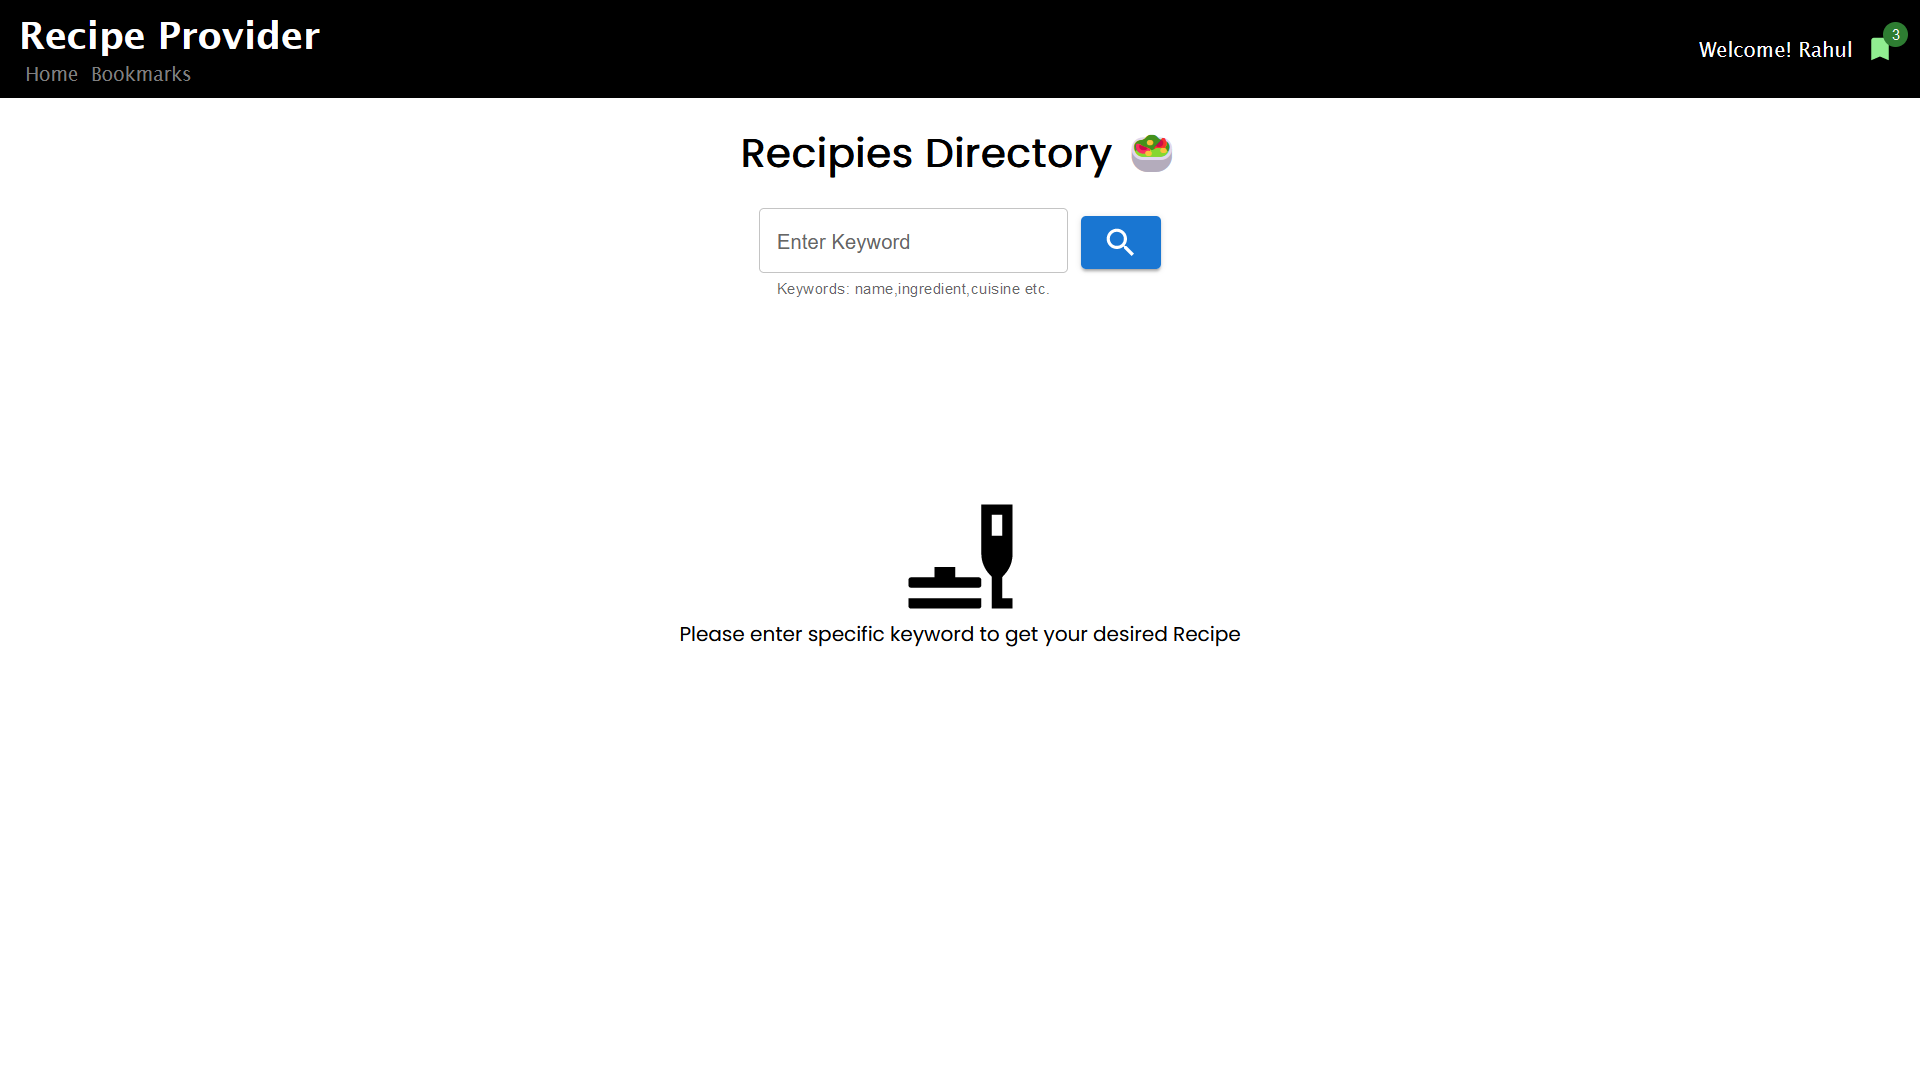 Recipe Provider
Home Bookmarks
Welcome! Rahul
3
Recipies Directory
Enter Keyword
Keywords: name,ingredient,cuisine etc.
Please enter specific keyword to get your desired Recipe